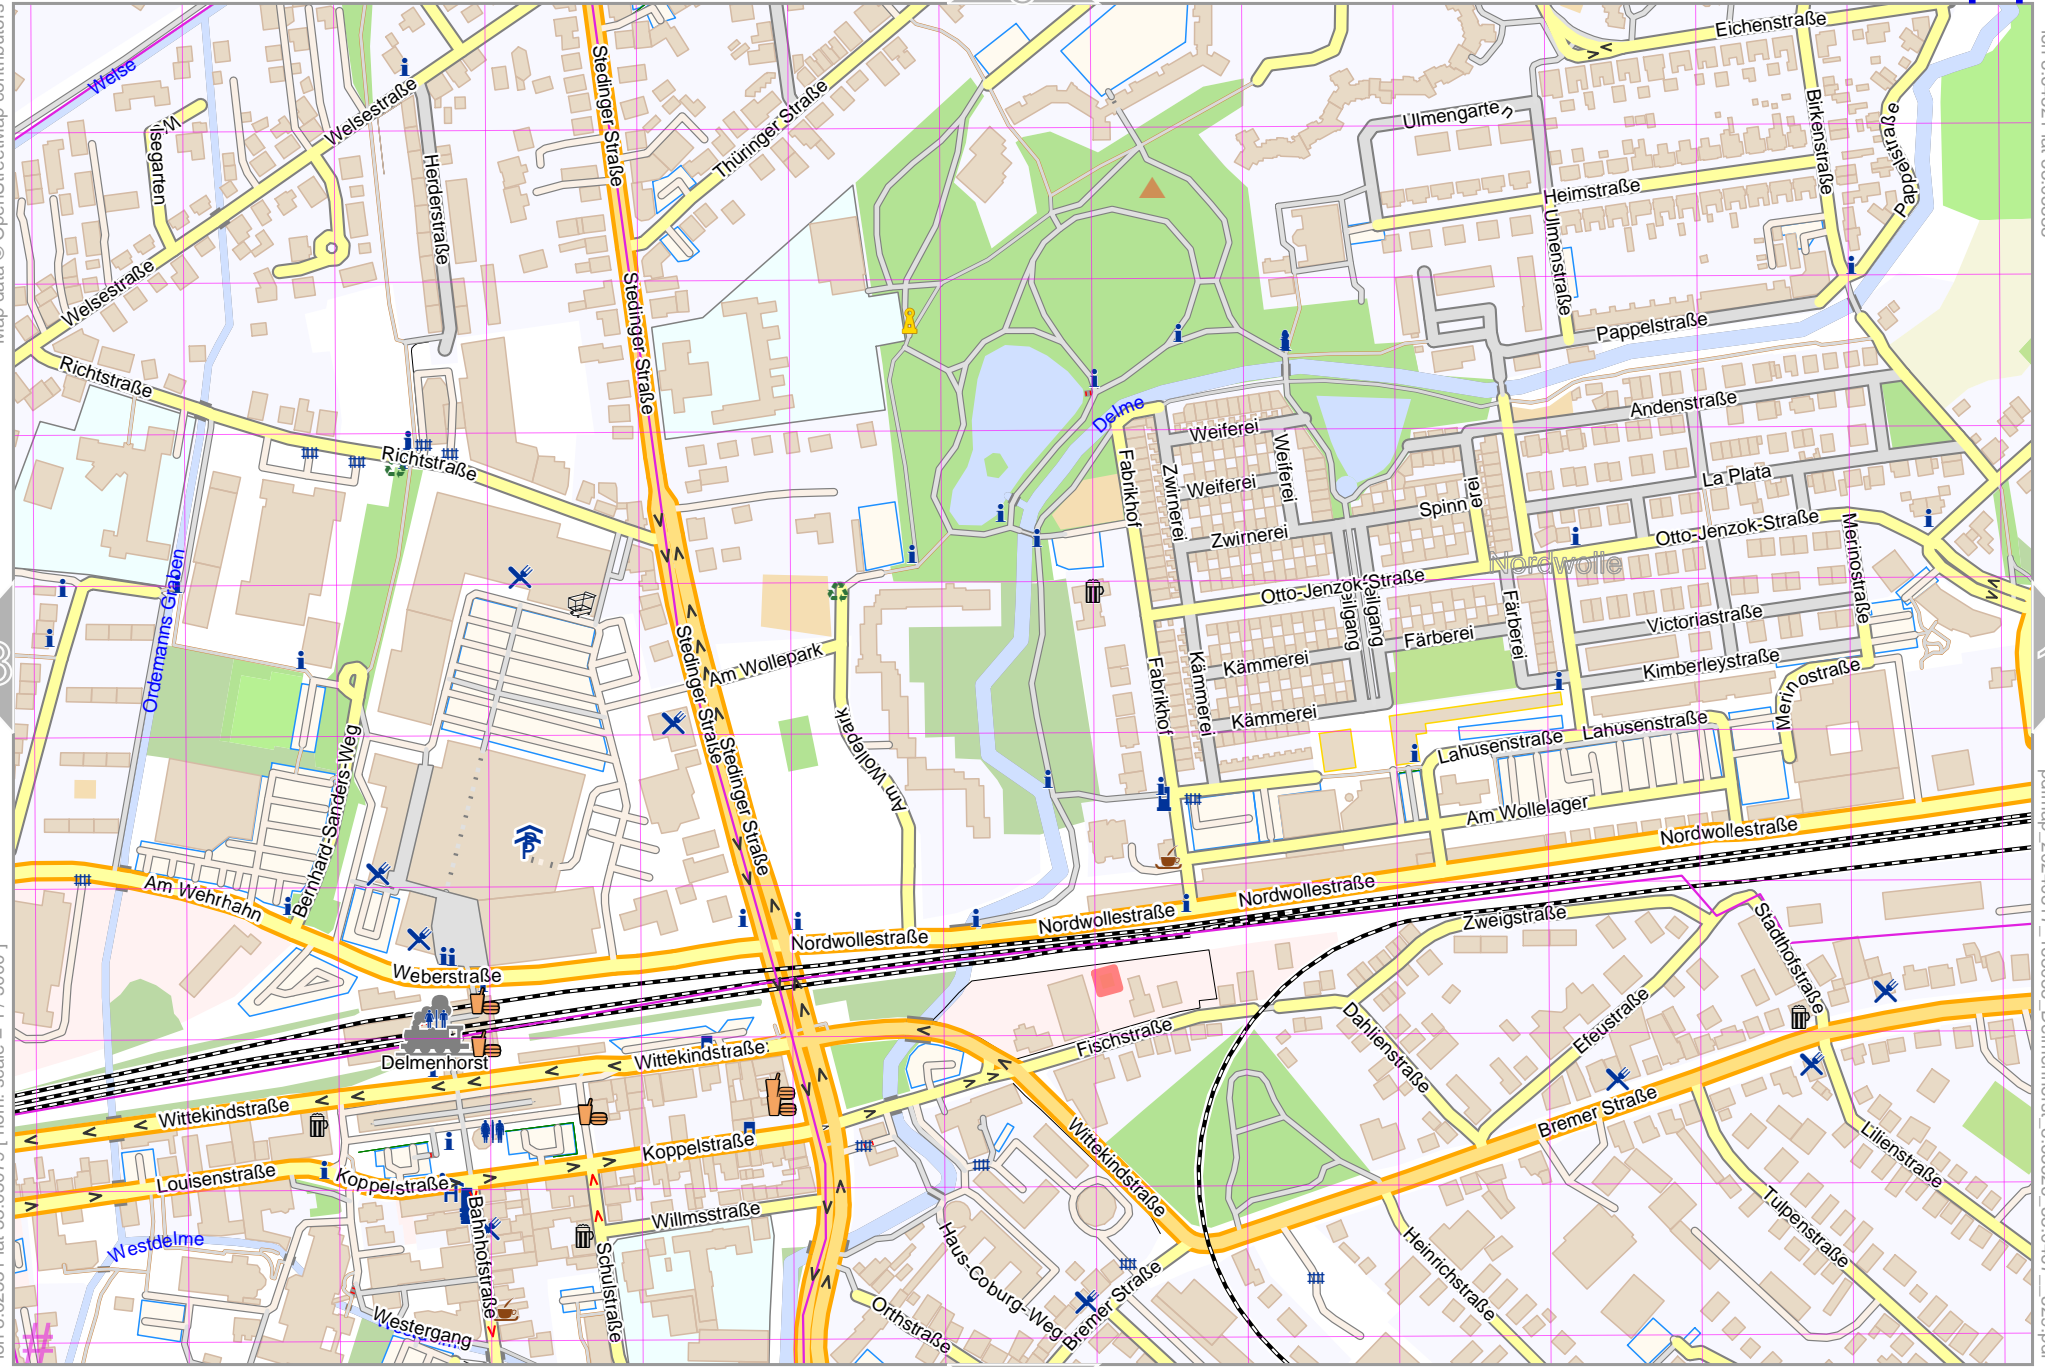 Eichenstraße
Welse
Stedinger Straße
Welsestraße
Thüringer Straße
Birkenstraße
Pappelstraße
Ulmengarten
Ilsegarten
Herderstraße
Heimstraße
Ulmenstraße
Welsestraße
Stedinger Straße
Pappelstraße
Richtstraße
Andenstraße
Delme
Weiferei
Weiferei
Weiferei
Richtstraße
Fabrikhof
Zwirnerei
La Plata
Spinnerei
Zwirnerei
Otto-Jenzok-Straße
Merinostraße
Nordwolle
Otto-Jenzok-Straße
Ordemanns Graben
Färberei
Victoriastraße
Färberei
Stedinger Straße
Am Wollepark
Kämmerei
Kämmerei
Kimberleystraße
Merinostraße
Fabrikhof
Kämmerei
Lahusenstraße
Lahusenstraße
Am Wollepark
Bernhard-Sanders-Weg
Stedinger Straße
Am Wollelager
Nordwollestraße
Am Wehrhahn
Nordwollestraße
Nordwollestraße
Nordwollestraße
Zweigstraße
Stadthofstraße
Weberstraße
Delmenhorst
Wittekindstraße
Fischstraße
Dahlienstraße
Efeustraße
Wittekindstraße
Bremer Straße
Koppelstraße
Wittekindstraße
Lilienstraße
Louisenstraße
Koppelstraße
Bahnhofstraße
Willmsstraße
Tulpenstraße
Westdelme
Schulstraße
Haus-Coburg-Weg
Heinrichstraße
Bremer Straße
Westergang
Orthstraße